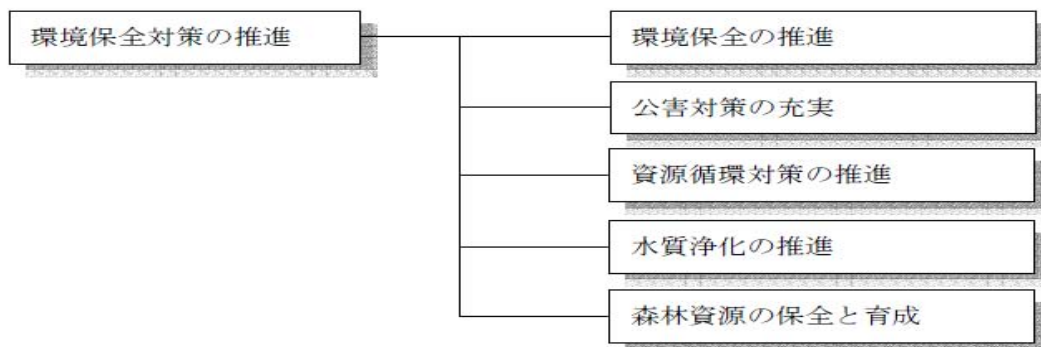 環境保全対策の推進
環境保全の推進
公害対策の充実
資源循環対策の推進
水質浄化の推進
森林資源の保全と育成